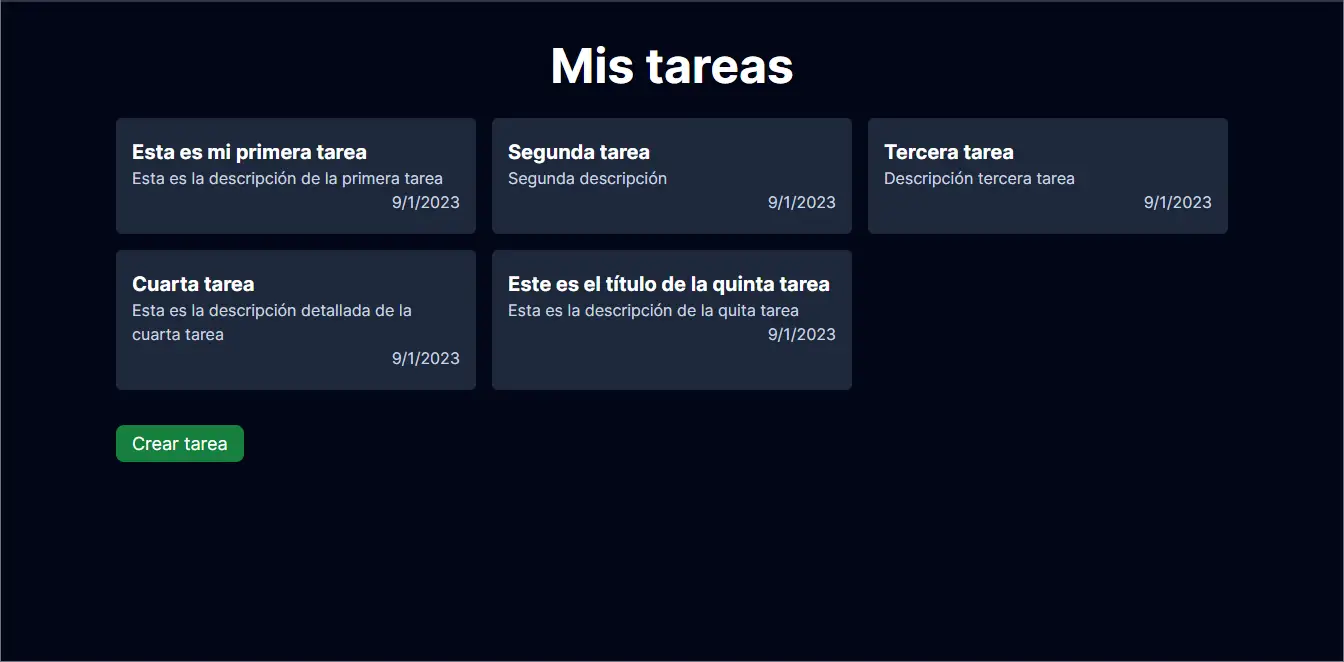 Mis tareas
Esta es mi primera tarea
Esta es la descripción de la primera tarea
9/1/2023
Segunda tarea
Segunda descripción
9/1/2023
Tercera tarea
Descripción tercera tarea
9/1/2023
Cuarta tarea
Esta es la descripción detallada de la
cuarta tarea
9/1/2023
Este es el título de la quinta tarea
Esta es la descripción de la quita tarea
9/1/2023
Crear tarea